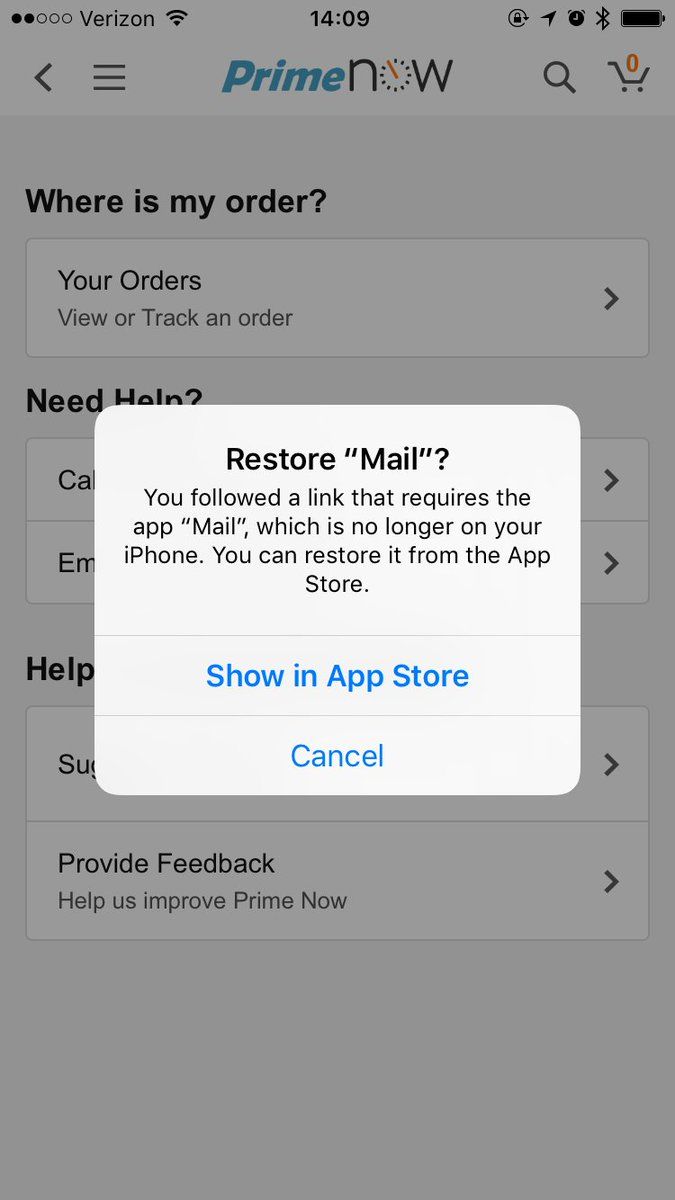 Verizon 14:09
Prime now 0
Where is my order?
Your Orders
View or Track an order
Need Help?
Restore “Mail”?
You followed a link that requires the
app “Mail”, which is no longer on your
iPhone. You can restore it from the App
Store.
Show in App Store
Cancel
Help
Provide Feedback
Help us improve Prime Now